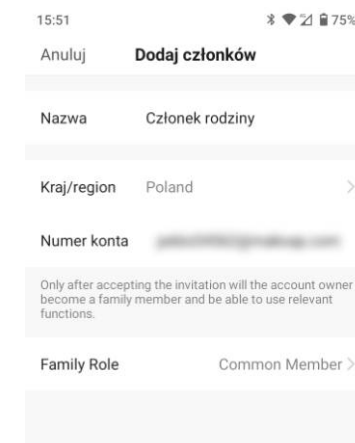 15:51 75%
Anuluj Dodaj członków
Nazwa Członek rodziny
Kraj/region Poland
Numer konta
Only after accepting the invitation will the account owner
become a family member and be able to use relevant
functions.
Family Role Common Member